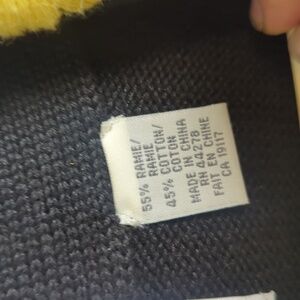 55% RAMIE/
RAMIE
45% COTTON/
COTON
MADE IN CHINA
RN 44278
FAIT EN CHINE
CA 19117